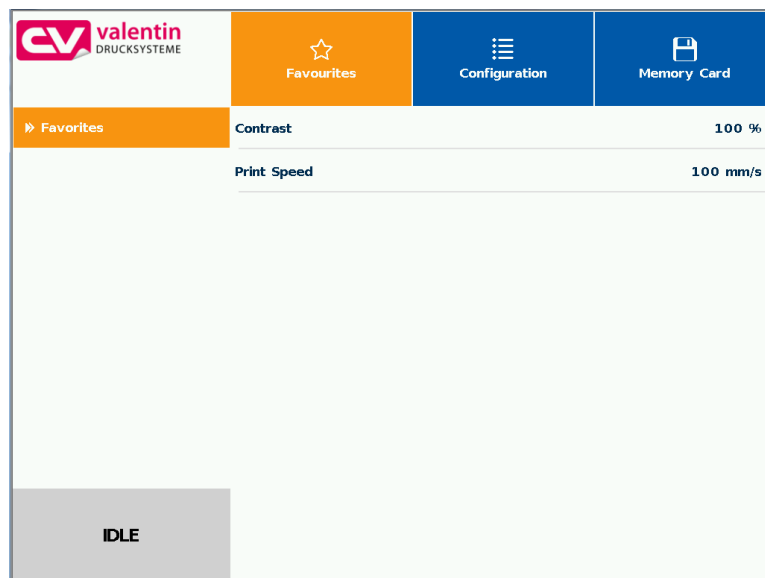 CV valentin
DRUCKSYSTEME
Favourites
Configuration
Memory Card
Favorites
Contrast 100 %
Print Speed 100 mm/s
IDLE